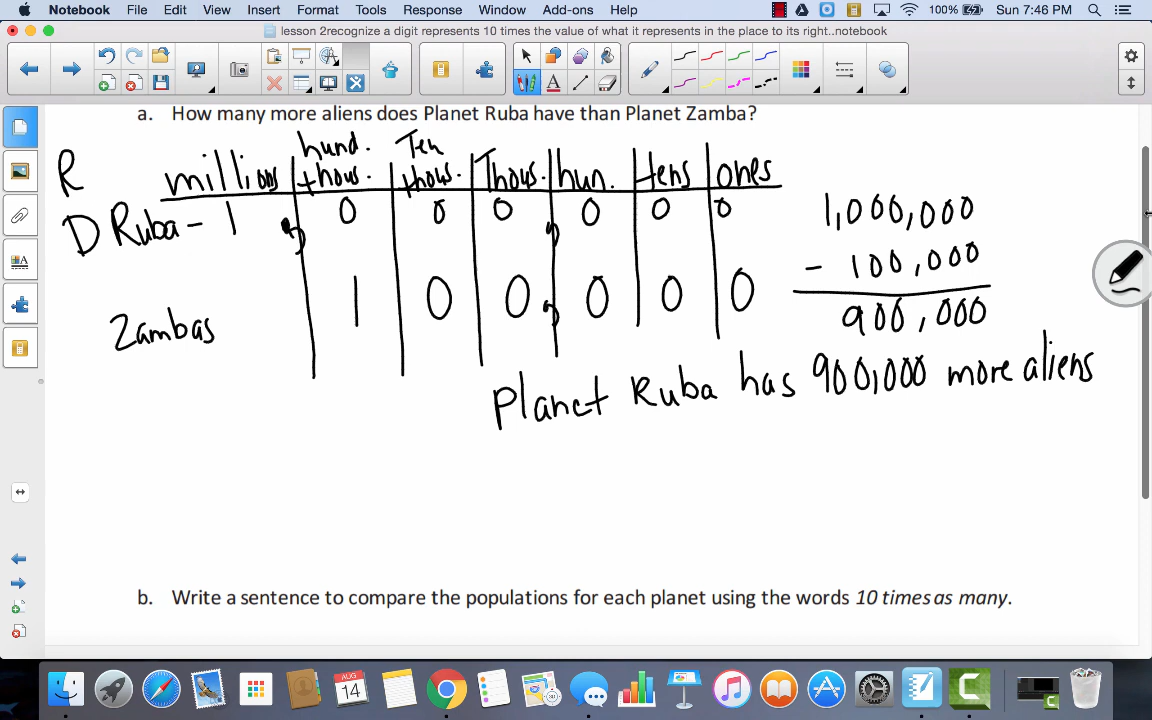 Notebook File Edit View Insert Format Tools Response Window Add-ons Help 100% Sun 7:46 PM
lesson 2recognize a digit represents 10 times the value of what it represents in the place to its right..notebook
a. How many more aliens does Planet Ruba have than Planet Zamba?
R millions hund. thous. Ten thous. Thous. hun. tens ones
D Ruba - 1, 0 0 0, 0 0 0
Zambas 1 0 0, 0 0 0
1,000,000
- 100,000
900,000
Planet Ruba has 900,000 more aliens
b. Write a sentence to compare the populations for each planet using the words 10 times as many.
AUG
14